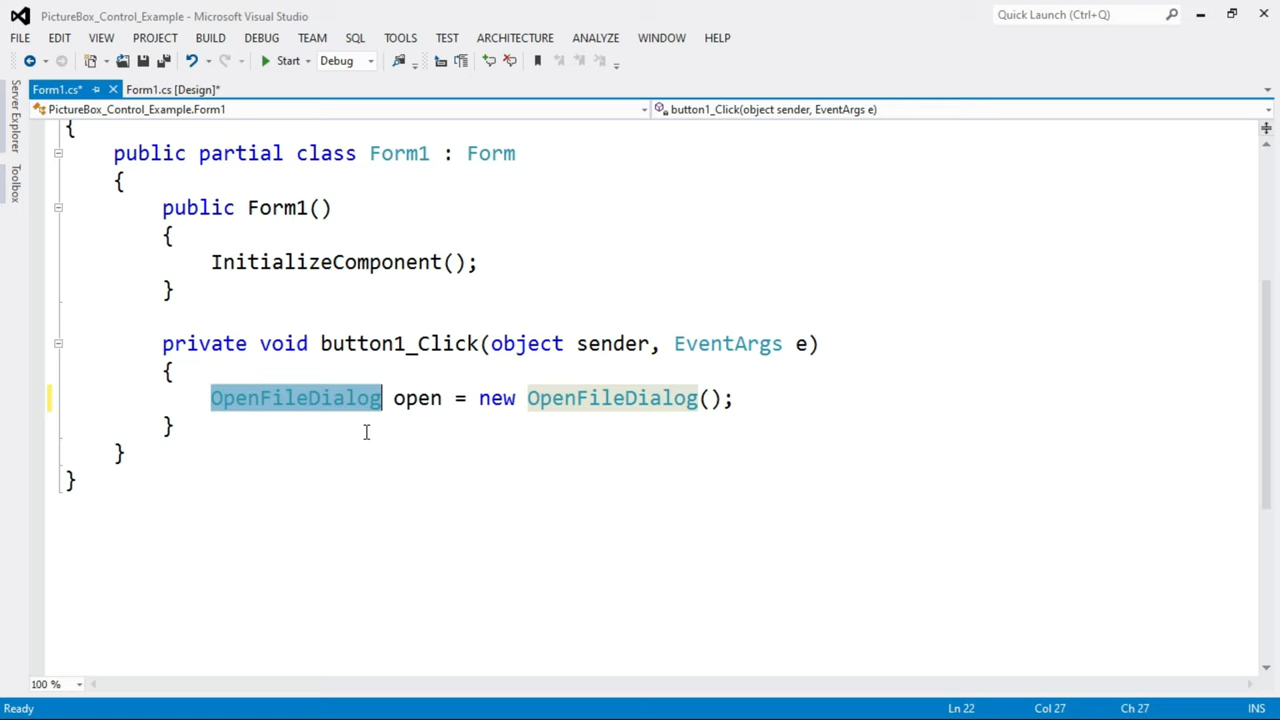 PictureBox_Control_Example - Microsoft Visual Studio
Quick Launch (Ctrl+Q)
FILE EDIT VIEW PROJECT BUILD DEBUG TEAM SQL TOOLS TEST ARCHITECTURE ANALYZE WINDOW HELP
Start Debug
Form1.cs* Form1.cs [Design]*
PictureBox_Control_Example.Form1 button1_Click(object sender, EventArgs e)
Server Explorer
Toolbox
{
public partial class Form1 : Form
{
public Form1()
{
InitializeComponent();
}
private void button1_Click(object sender, EventArgs e)
{
OpenFileDialog open = new OpenFileDialog();
}
}
}
100 %
Ready Ln 22 Col 27 Ch 27 INS